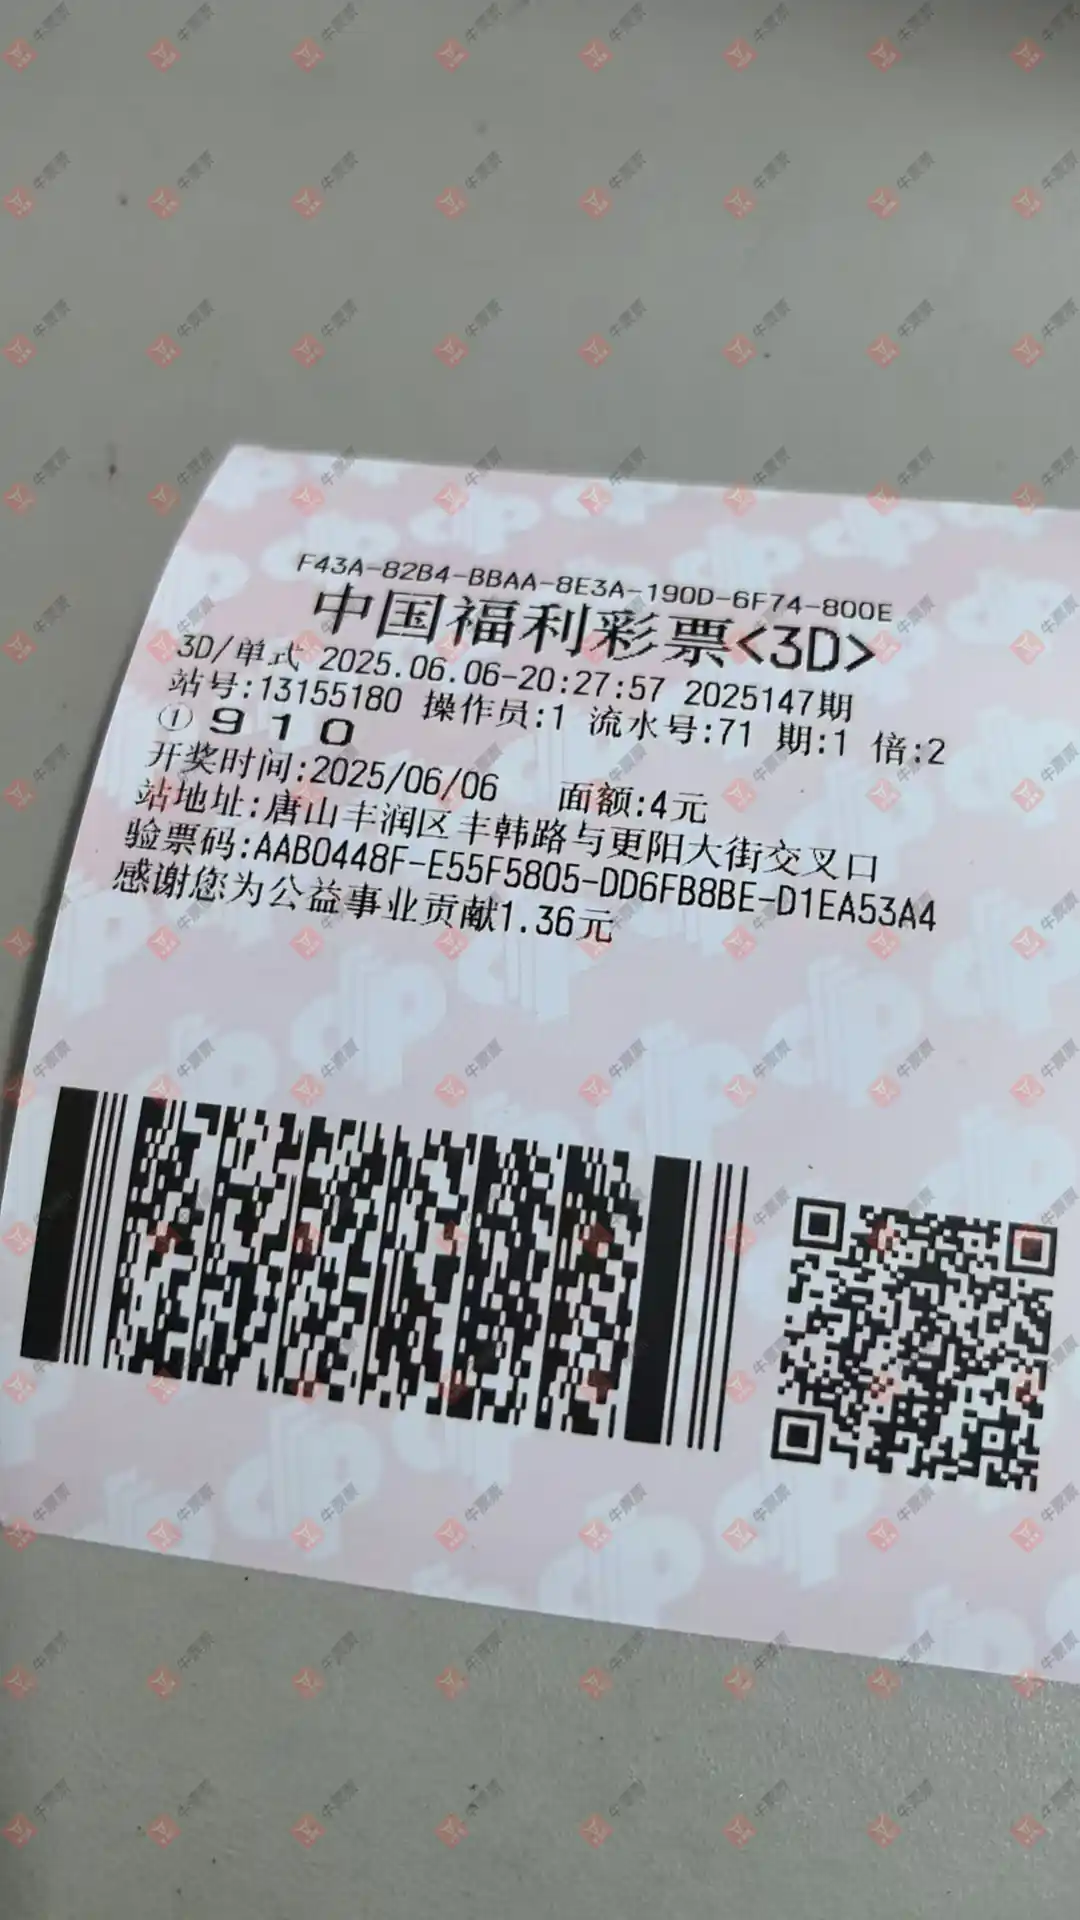 F43A-82B4-BBAA-8E3A-190D-6F74-800E
中国福利彩票<3D>
3D/单式 2025.06.06-20:27:57 2025147期
站号:13155180 操作员:1 流水号:71 期:1 倍:2
① 9 1 0
开奖时间:2025/06/06 面额:4元
站地址:唐山丰润区丰韩路与更阳大街交叉口
验票码:AAB0448F-E55F5805-DD6FB8BE-D1EA53A4
感谢您为公益事业贡献1.36元
牛票票